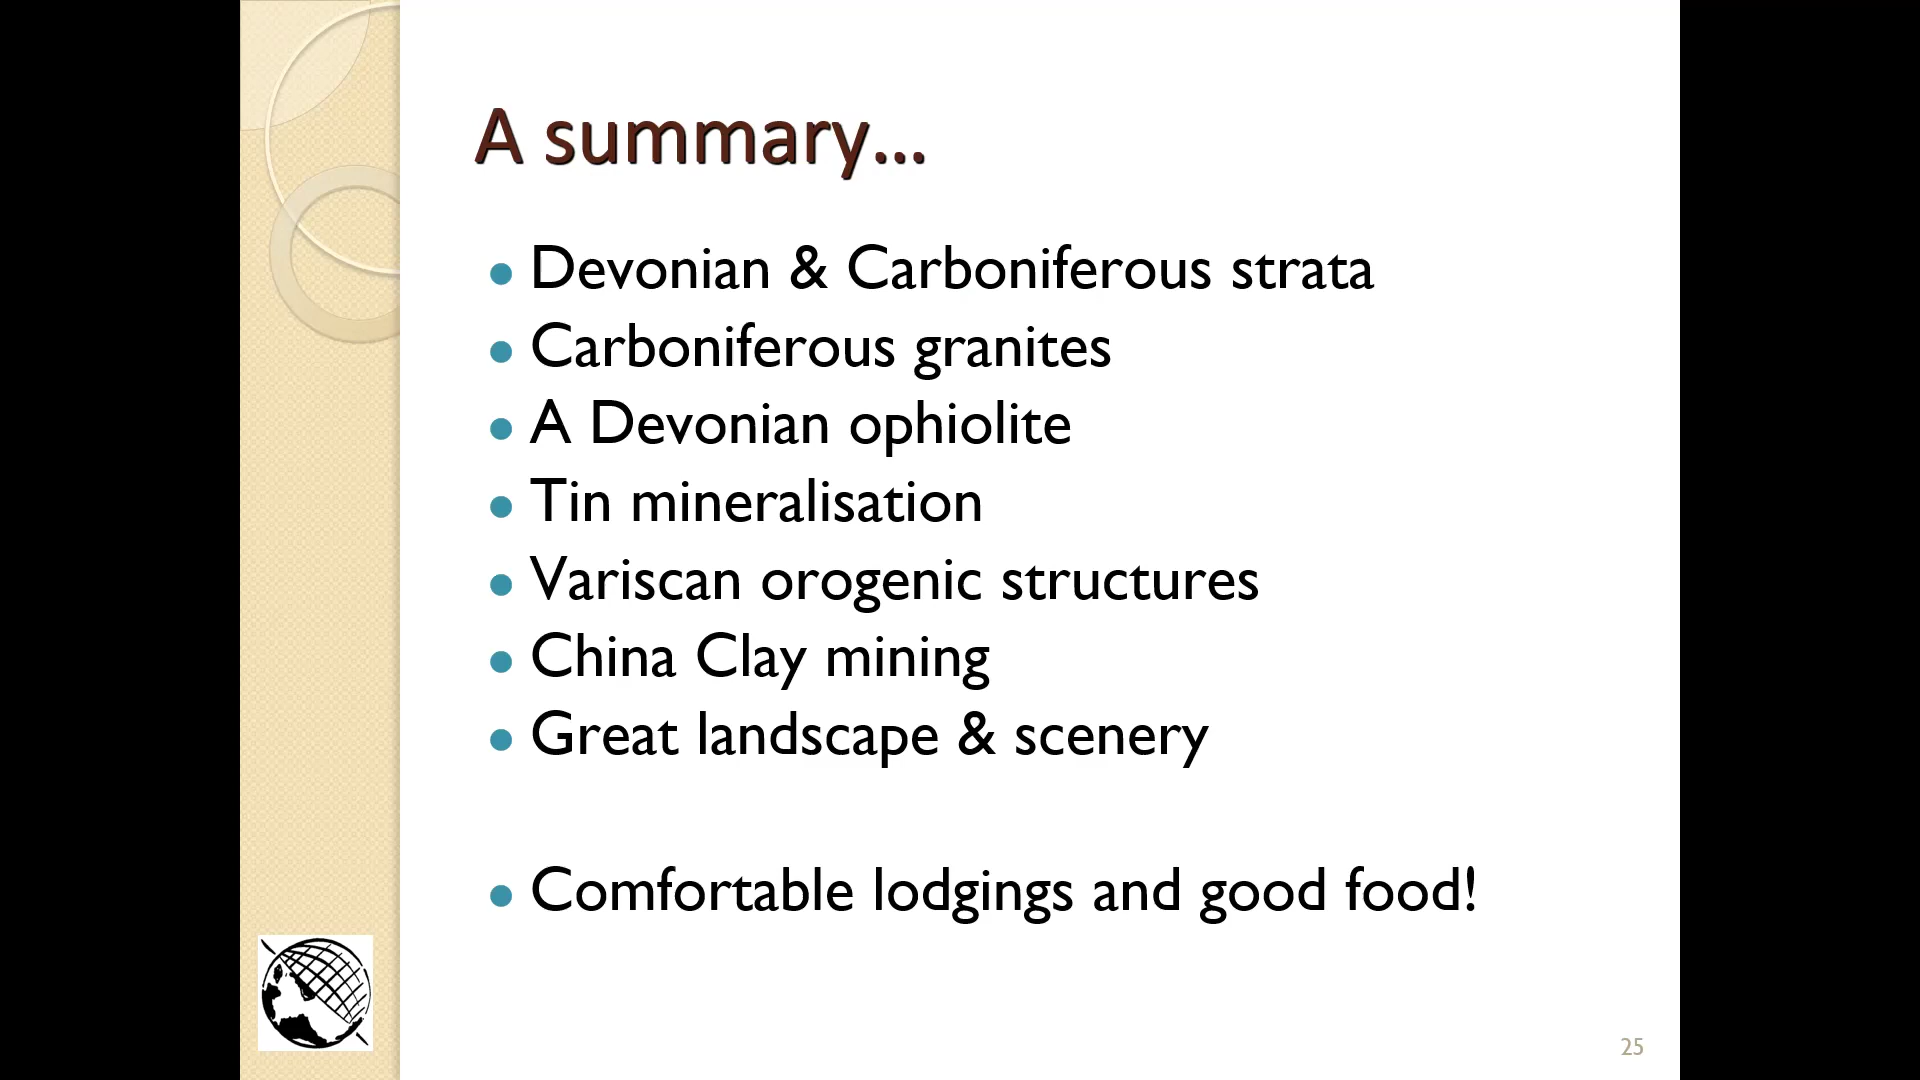 A summary...
Devonian & Carboniferous strata
Carboniferous granites
A Devonian ophiolite
Tin mineralisation
Variscan orogenic structures
China Clay mining
Great landscape & scenery
Comfortable lodgings and good food!
25